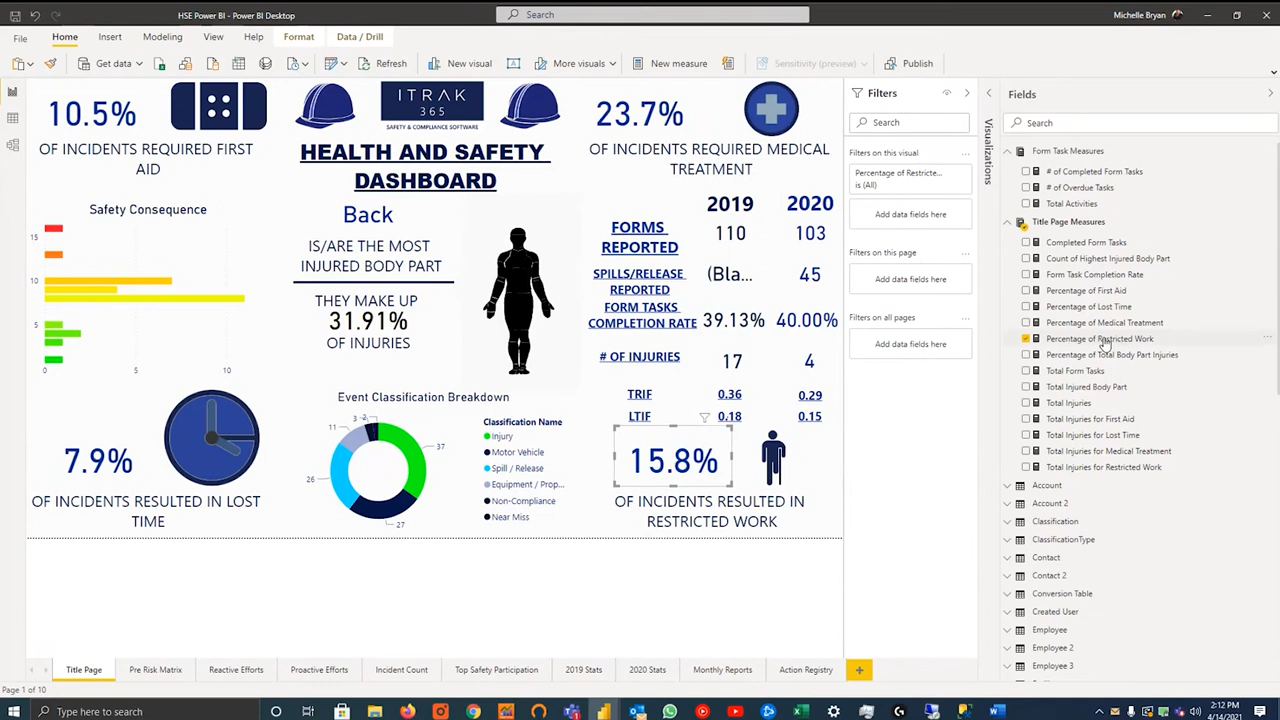 HSE Power BI - Power BI Desktop
Search
Michelle Bryan
File
Home
Insert
Modeling
View
Help
Format
Data / Drill
Get data
Refresh
New visual
More visuals
New measure
Sensitivity (preview)
Publish
10.5%
OF INCIDENTS REQUIRED FIRST
AID
ITRAK
365
SAFETY & COMPLIANCE SOFTWARE
HEALTH AND SAFETY
DASHBOARD
23.7%
OF INCIDENTS REQUIRED MEDICAL
TREATMENT
Safety Consequence
15
10
5
0
5
10
Back
IS/ARE THE MOST
INJURED BODY PART
THEY MAKE UP
31.91%
OF INJURIES
2019
2020
FORMS
REPORTED
110
103
SPILLS/RELEASE
REPORTED
(Bla...
45
FORM TASKS
COMPLETION RATE
39.13%
40.00%
# OF INJURIES
17
4
TRIF
0.36
0.29
LTIF
0.18
0.15
7.9%
OF INCIDENTS RESULTED IN LOST
TIME
Event Classification Breakdown
3
2
11
37
26
27
Classification Name
Injury
Motor Vehicle
Spill / Release
Equipment / Prop...
Non-Compliance
Near Miss
15.8%
OF INCIDENTS RESULTED IN
RESTRICTED WORK
Filters
Search
Filters on this visual
...
Percentage of Restricte...
is (All)
Add data fields here
Filters on this page
...
Add data fields here
Filters on all pages
...
Add data fields here
Visualizations
Fields
Search
Form Task Measures
# of Completed Form Tasks
# of Overdue Tasks
Total Activities
Title Page Measures
Completed Form Tasks
Count of Highest Injured Body Part
Form Task Completion Rate
Percentage of First Aid
Percentage of Lost Time
Percentage of Medical Treatment
Percentage of Restricted Work
Percentage of Total Body Part Injuries
Total Form Tasks
Total Injured Body Part
Total Injuries
Total Injuries for First Aid
Total Injuries for Lost Time
Total Injuries for Medical Treatment
Total Injuries for Restricted Work
Account
Account 2
Classification
ClassificationType
Contact
Contact 2
Conversion Table
Created User
Employee
Employee 2
Employee 3
Title Page
Pre Risk Matrix
Reactive Efforts
Proactive Efforts
Incident Count
Top Safety Participation
2019 Stats
2020 Stats
Monthly Reports
Action Registry
Page 1 of 10
Type here to search
2:12 PM
4/14/2021